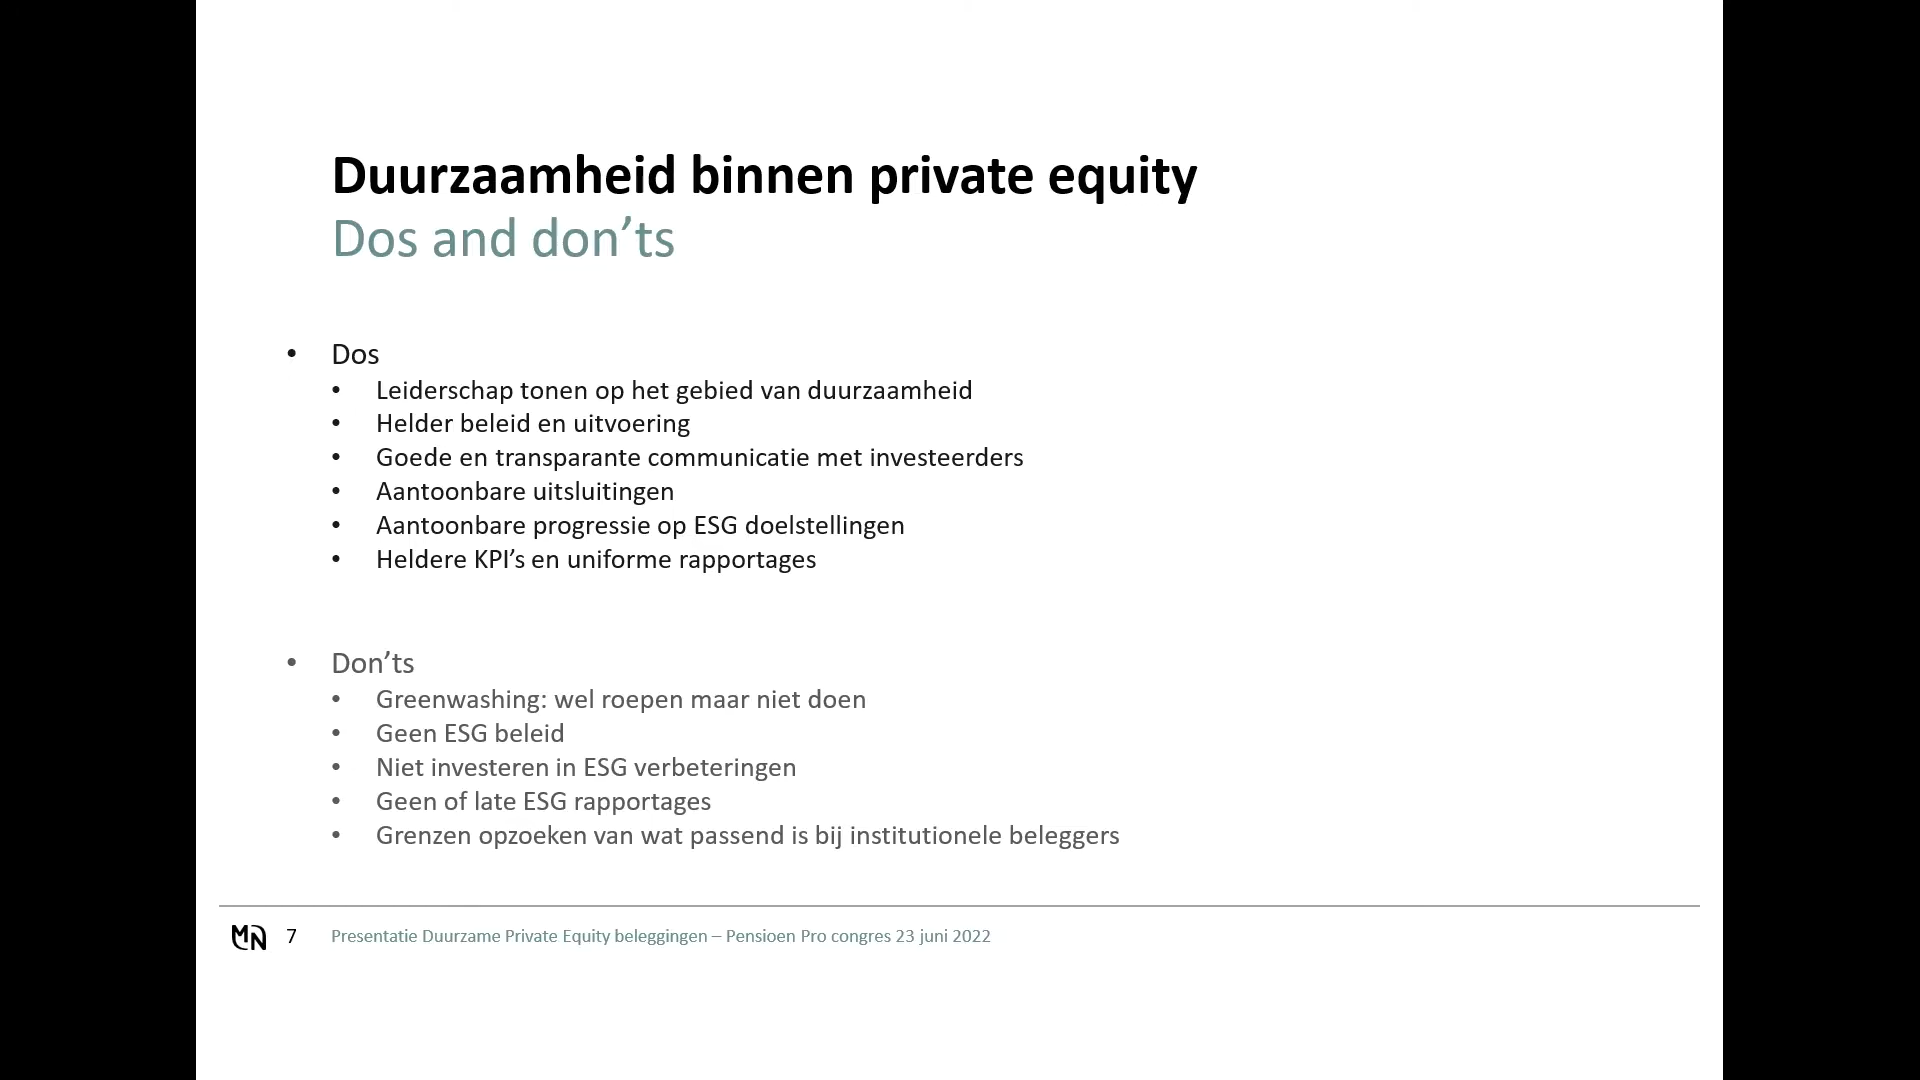 Duurzaamheid binnen private equity
Dos and don’ts
• Dos
• Leiderschap tonen op het gebied van duurzaamheid
• Helder beleid en uitvoering
• Goede en transparante communicatie met investeerders
• Aantoonbare uitsluitingen
• Aantoonbare progressie op ESG doelstellingen
• Heldere KPI’s en uniforme rapportages
• Don’ts
• Greenwashing: wel roepen maar niet doen
• Geen ESG beleid
• Niet investeren in ESG verbeteringen
• Geen of late ESG rapportages
• Grenzen opzoeken van wat passend is bij institutionele beleggers
MN 7 Presentatie Duurzame Private Equity beleggingen – Pensioen Pro congres 23 juni 2022